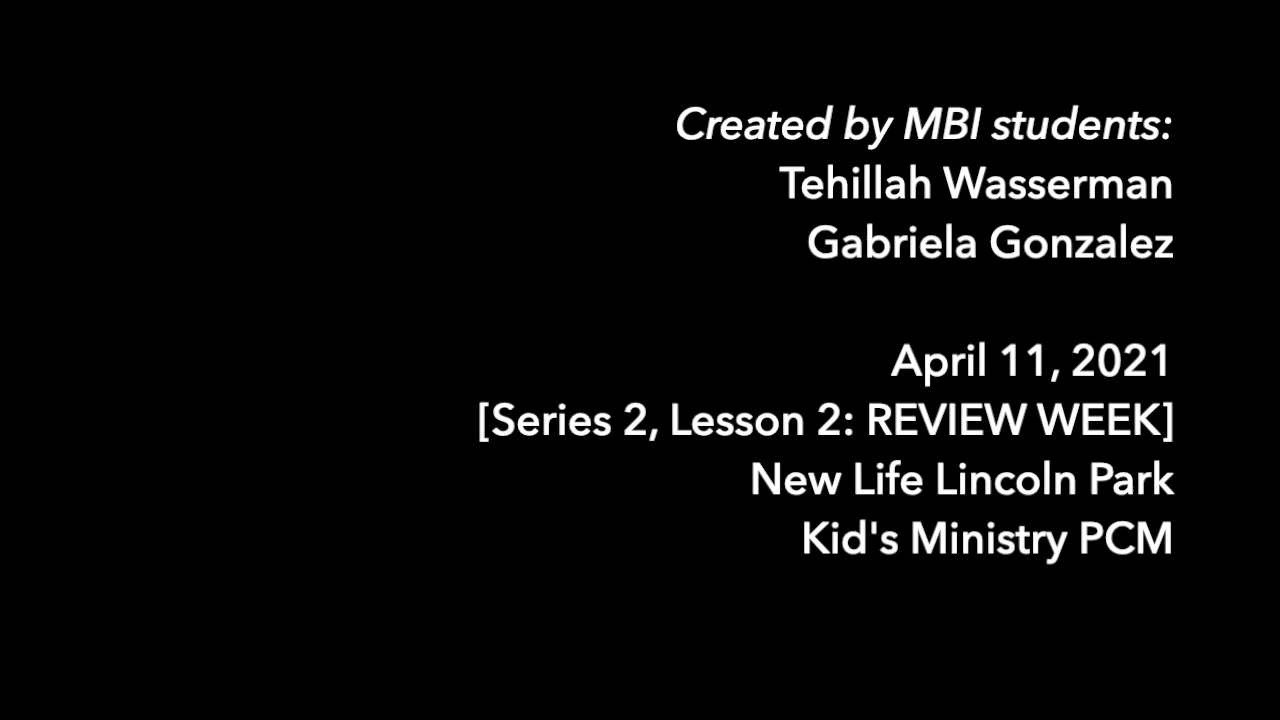 Created by MBI students:
Tehillah Wasserman
Gabriela Gonzalez
April 11, 2021
[Series 2, Lesson 2: REVIEW WEEK]
New Life Lincoln Park
Kid's Ministry PCM